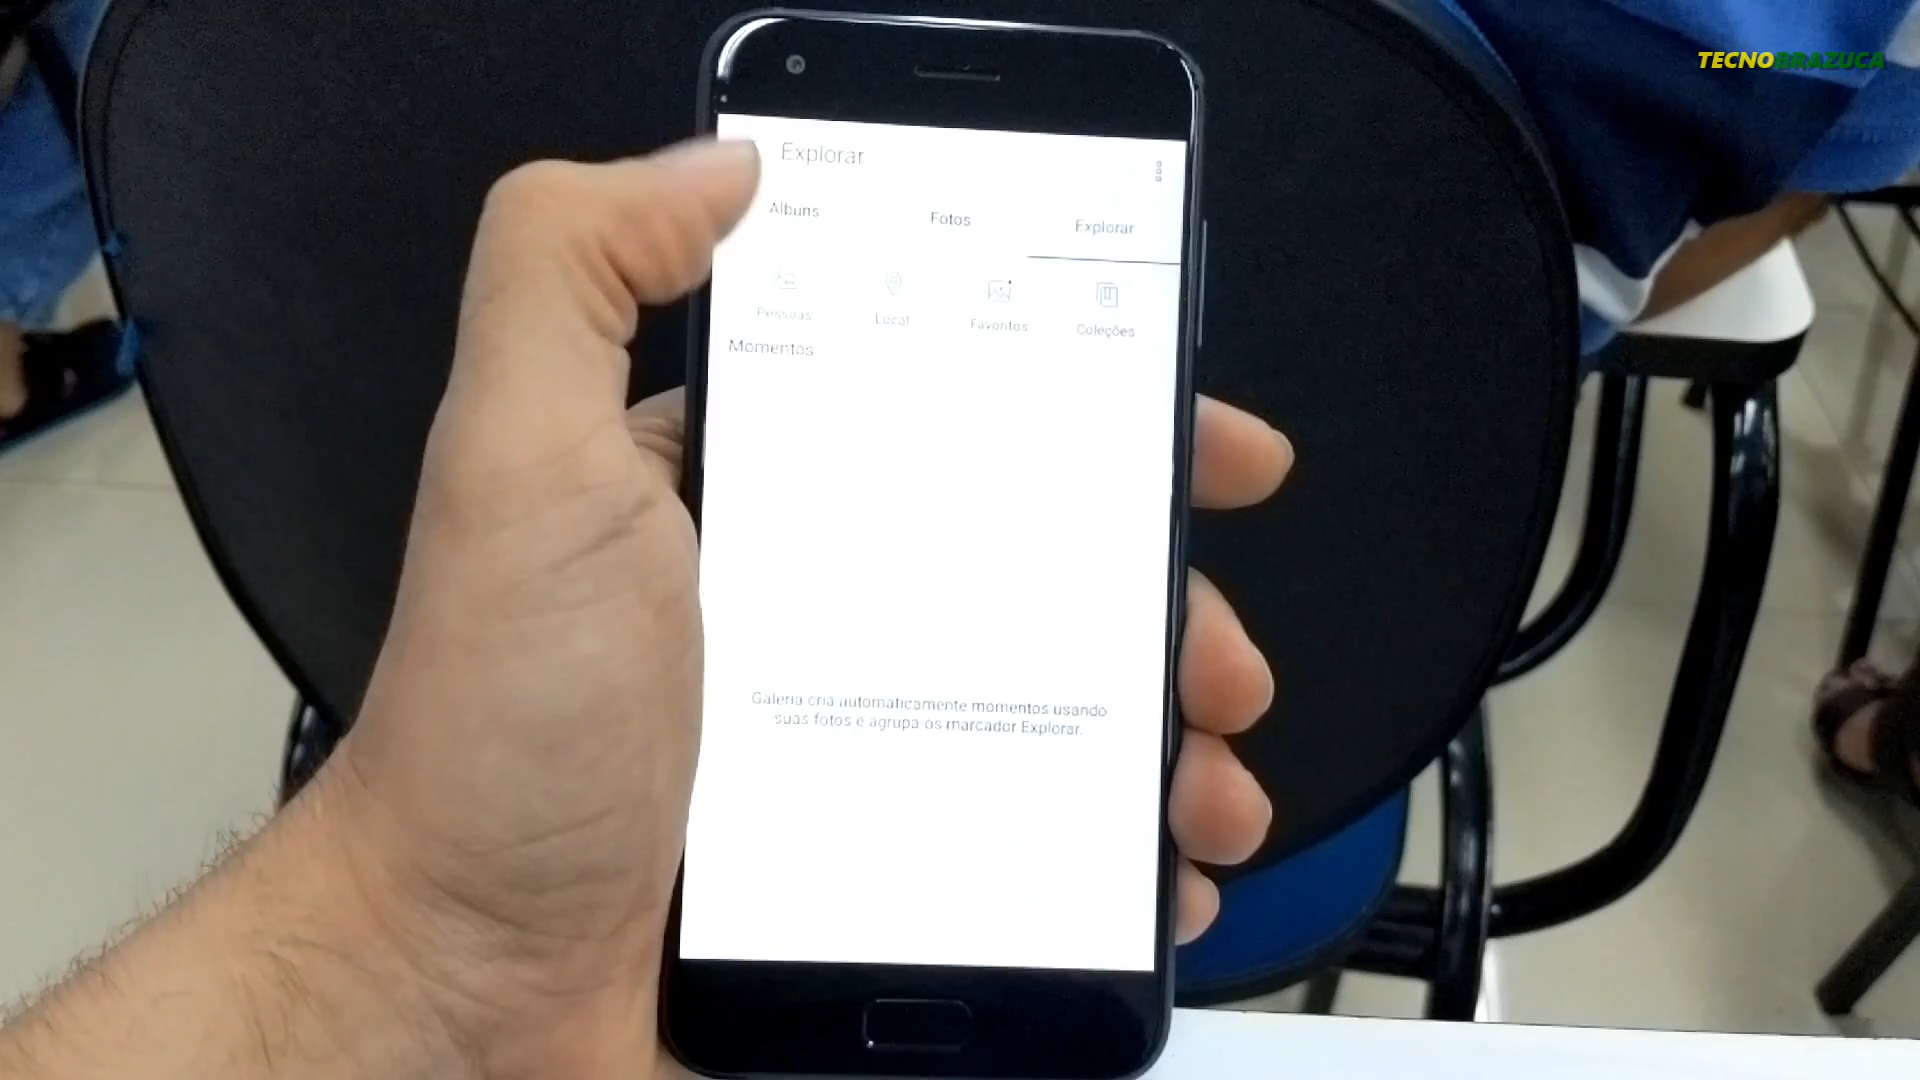 TECNOBRAZUCA
Explorar
Álbuns
Fotos
Explorar
Pessoas
Local
Favoritos
Coleções
Momentos
Galeria cria automaticamente momentos usando
suas fotos e agrupa os marcador Explorar.